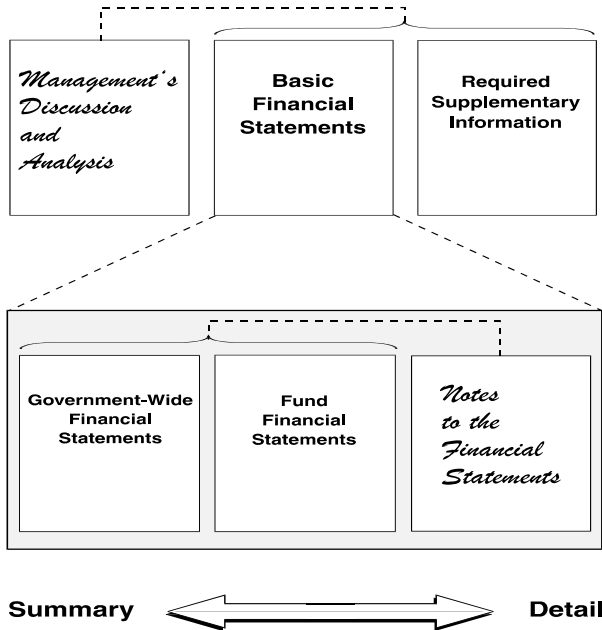 Management's
Discussion
and
Analysis
Basic
Financial
Statements
Required
Supplementary
Information
Government-Wide
Financial
Statements
Fund
Financial
Statements
Notes
to the
Financial
Statements
Summary
Detail